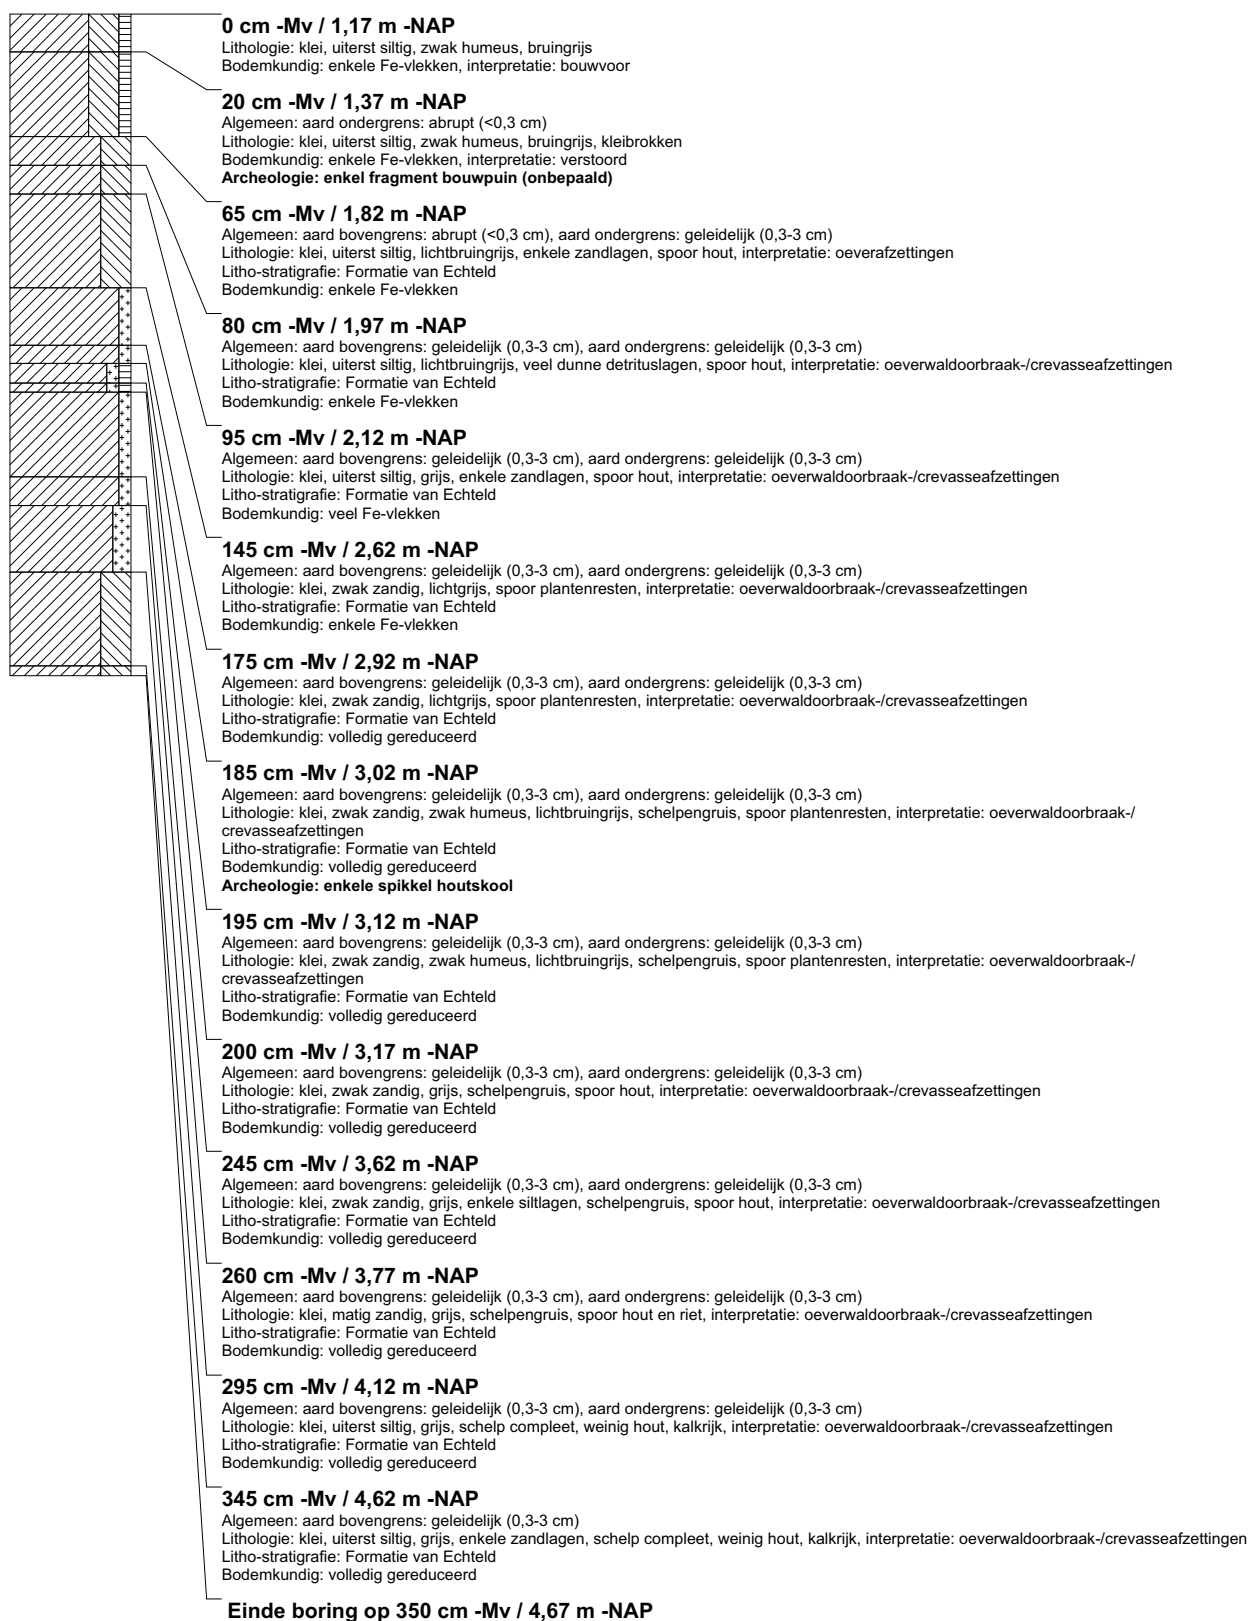 0 cm -Mv / 1,17 m -NAP
Lithologie: klei, uiterst siltig, zwak humeus, bruingrijs
Bodemkundig: enkele Fe-vlekken, interpretatie: bouwvoor
20 cm -Mv / 1,37 m -NAP
Algemeen: aard ondergrens: abrupt (<0,3 cm)
Lithologie: klei, uiterst siltig, zwak humeus, bruingrijs, kleibrokken
Bodemkundig: enkele Fe-vlekken, interpretatie: verstoord
Archeologie: enkel fragment bouwpuin (onbepaald)
65 cm -Mv / 1,82 m -NAP
Algemeen: aard bovengrens: abrupt (<0,3 cm), aard ondergrens: geleidelijk (0,3-3 cm)
Lithologie: klei, uiterst siltig, lichtbruingrijs, enkele zandlagen, spoor hout, interpretatie: oeverafzettingen
Litho-stratigrafie: Formatie van Echteld
Bodemkundig: enkele Fe-vlekken
80 cm -Mv / 1,97 m -NAP
Algemeen: aard bovengrens: geleidelijk (0,3-3 cm), aard ondergrens: geleidelijk (0,3-3 cm)
Lithologie: klei, uiterst siltig, lichtbruingrijs, veel dunne detrituslagen, spoor hout, interpretatie: oeverwaldoorbraak-/crevasseafzettingen
Litho-stratigrafie: Formatie van Echteld
Bodemkundig: enkele Fe-vlekken
95 cm -Mv / 2,12 m -NAP
Algemeen: aard bovengrens: geleidelijk (0,3-3 cm), aard ondergrens: geleidelijk (0,3-3 cm)
Lithologie: klei, uiterst siltig, grijs, enkele zandlagen, spoor hout, interpretatie: oeverwaldoorbraak-/crevasseafzettingen
Litho-stratigrafie: Formatie van Echteld
Bodemkundig: veel Fe-vlekken
145 cm -Mv / 2,62 m -NAP
Algemeen: aard bovengrens: geleidelijk (0,3-3 cm), aard ondergrens: geleidelijk (0,3-3 cm)
Lithologie: klei, zwak zandig, lichtgrijs, spoor plantenresten, interpretatie: oeverwaldoorbraak-/crevasseafzettingen
Litho-stratigrafie: Formatie van Echteld
Bodemkundig: enkele Fe-vlekken
175 cm -Mv / 2,92 m -NAP
Algemeen: aard bovengrens: geleidelijk (0,3-3 cm), aard ondergrens: geleidelijk (0,3-3 cm)
Lithologie: klei, zwak zandig, lichtgrijs, spoor plantenresten, interpretatie: oeverwaldoorbraak-/crevasseafzettingen
Litho-stratigrafie: Formatie van Echteld
Bodemkundig: volledig gereduceerd
185 cm -Mv / 3,02 m -NAP
Algemeen: aard bovengrens: geleidelijk (0,3-3 cm), aard ondergrens: geleidelijk (0,3-3 cm)
Lithologie: klei, zwak zandig, zwak humeus, lichtbruingrijs, schelpengruis, spoor plantenresten, interpretatie: oeverwaldoorbraak-/
crevasseafzettingen
Litho-stratigrafie: Formatie van Echteld
Bodemkundig: volledig gereduceerd
Archeologie: enkele spikkel houtskool
195 cm -Mv / 3,12 m -NAP
Algemeen: aard bovengrens: geleidelijk (0,3-3 cm), aard ondergrens: geleidelijk (0,3-3 cm)
Lithologie: klei, zwak zandig, zwak humeus, lichtbruingrijs, schelpengruis, spoor plantenresten, interpretatie: oeverwaldoorbraak-/
crevasseafzettingen
Litho-stratigrafie: Formatie van Echteld
Bodemkundig: volledig gereduceerd
200 cm -Mv / 3,17 m -NAP
Algemeen: aard bovengrens: geleidelijk (0,3-3 cm), aard ondergrens: geleidelijk (0,3-3 cm)
Lithologie: klei, zwak zandig, grijs, schelpengruis, spoor hout, interpretatie: oeverwaldoorbraak-/crevasseafzettingen
Litho-stratigrafie: Formatie van Echteld
Bodemkundig: volledig gereduceerd
245 cm -Mv / 3,62 m -NAP
Algemeen: aard bovengrens: geleidelijk (0,3-3 cm), aard ondergrens: geleidelijk (0,3-3 cm)
Lithologie: klei, zwak zandig, grijs, enkele siltlagen, schelpengruis, spoor hout, interpretatie: oeverwaldoorbraak-/crevasseafzettingen
Litho-stratigrafie: Formatie van Echteld
Bodemkundig: volledig gereduceerd
260 cm -Mv / 3,77 m -NAP
Algemeen: aard bovengrens: geleidelijk (0,3-3 cm), aard ondergrens: geleidelijk (0,3-3 cm)
Lithologie: klei, matig zandig, grijs, schelpengruis, spoor hout en riet, interpretatie: oeverwaldoorbraak-/crevasseafzettingen
Litho-stratigrafie: Formatie van Echteld
Bodemkundig: volledig gereduceerd
295 cm -Mv / 4,12 m -NAP
Algemeen: aard bovengrens: geleidelijk (0,3-3 cm), aard ondergrens: geleidelijk (0,3-3 cm)
Lithologie: klei, uiterst siltig, grijs, schelp compleet, weinig hout, kalkrijk, interpretatie: oeverwaldoorbraak-/crevasseafzettingen
Litho-stratigrafie: Formatie van Echteld
Bodemkundig: volledig gereduceerd
345 cm -Mv / 4,62 m -NAP
Algemeen: aard bovengrens: geleidelijk (0,3-3 cm)
Lithologie: klei, uiterst siltig, grijs, enkele zandlagen, schelp compleet, weinig hout, kalkrijk, interpretatie: oeverwaldoorbraak-/crevasseafzettingen
Litho-stratigrafie: Formatie van Echteld
Bodemkundig: volledig gereduceerd
Einde boring op 350 cm -Mv / 4,67 m -NAP